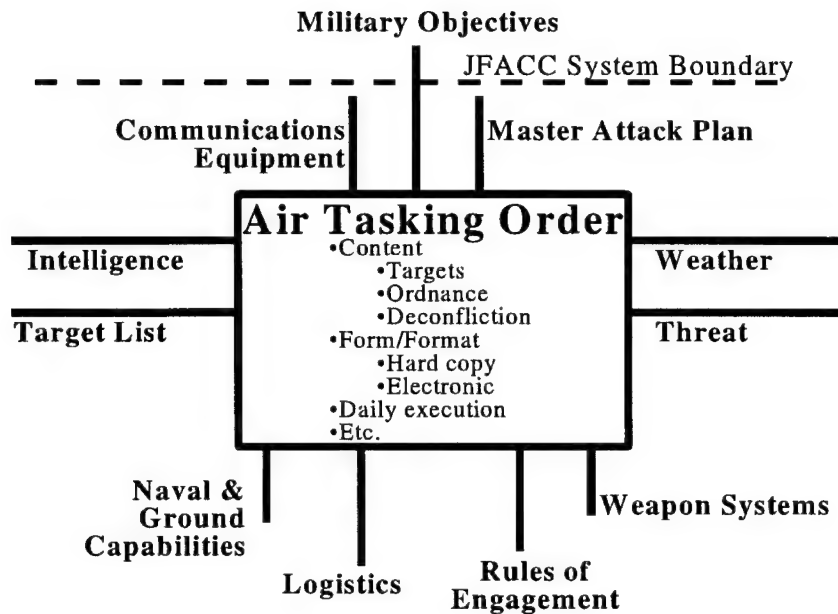 Military Objectives
JFACC System Boundary
Communications
Equipment
Master Attack Plan
Air Tasking Order
•Content
•Targets
•Ordnance
•Deconfliction
•Form/Format
•Hard copy
•Electronic
•Daily execution
•Etc.
Intelligence
Weather
Target List
Threat
Naval &
Ground
Capabilities
Weapon Systems
Logistics
Rules of
Engagement